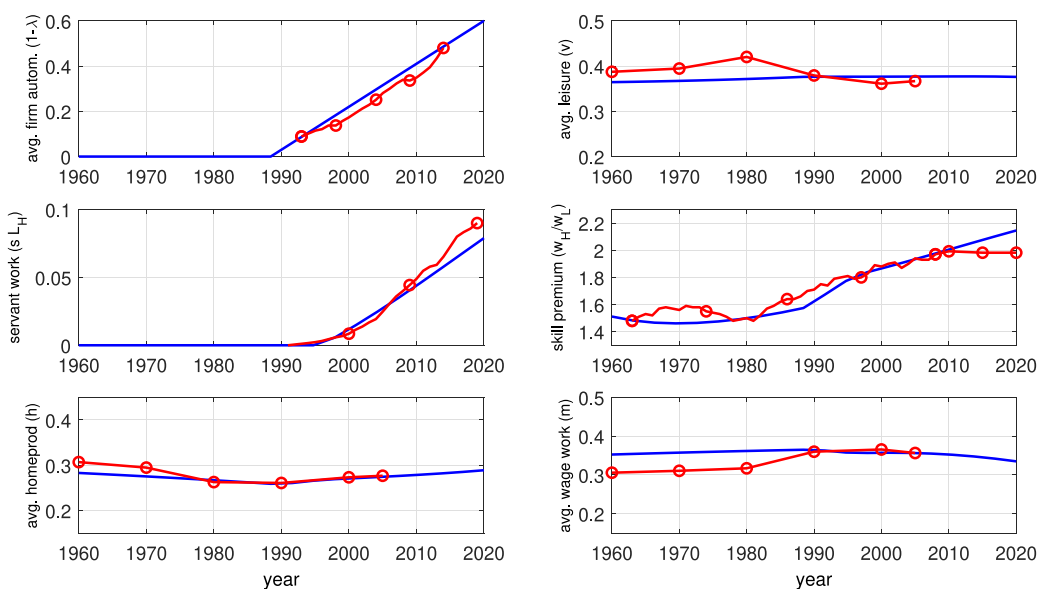 avg. firm autom. (1-λ)
0.6
0.4
0.2
0
1960 1970 1980 1990 2000 2010 2020
avg. leisure (v)
0.5
0.4
0.3
0.2
1960 1970 1980 1990 2000 2010 2020
servant work (s L_H)
0.1
0.05
0
1960 1970 1980 1990 2000 2010 2020
skill premium (w_H/w_L)
2.2
2
1.8
1.6
1.4
1960 1970 1980 1990 2000 2010 2020
avg. homeprod (h)
0.4
0.3
0.2
1960 1970 1980 1990 2000 2010 2020
year
avg. wage work (m)
0.5
0.4
0.3
0.2
1960 1970 1980 1990 2000 2010 2020
year